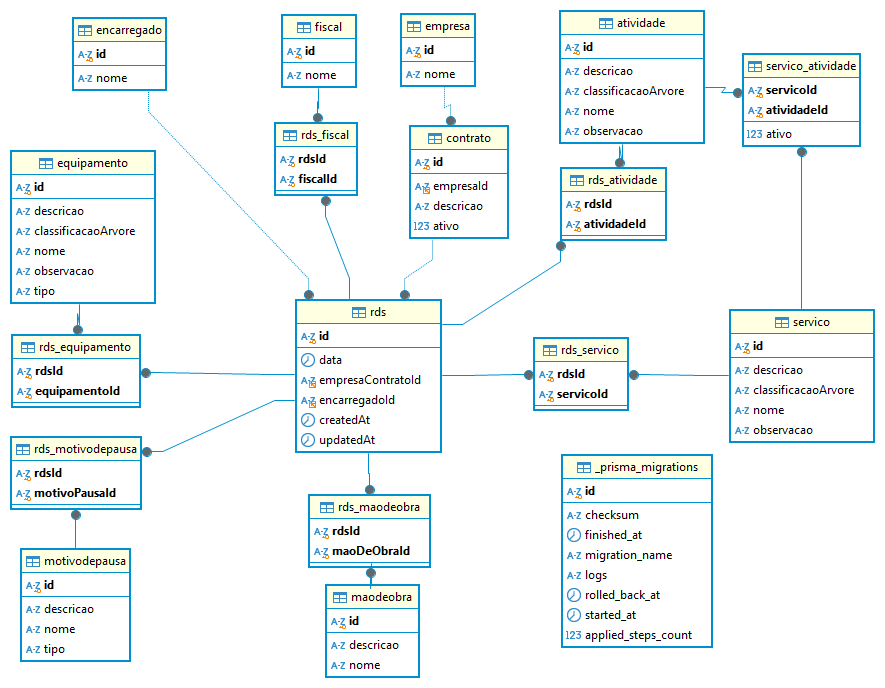 encarregado
A-Z id
A-Z nome
fiscal
A-Z id
A-Z nome
empresa
A-Z id
A-Z nome
atividade
A-Z id
A-Z descricao
A-Z classificacaoArvore
A-Z nome
A-Z observacao
servico_atividade
A-Z servicoId
A-Z atividadeId
123 ativo
rds_fiscal
A-Z rdsId
A-Z fiscalId
contrato
A-Z id
A-Z empresaId
A-Z descricao
123 ativo
equipamento
A-Z id
A-Z descricao
A-Z classificacaoArvore
A-Z nome
A-Z observacao
A-Z tipo
rds_atividade
A-Z rdsId
A-Z atividadeId
rds
A-Z id
data
A-Z empresaContratoId
A-Z encarregadoId
createdAt
updatedAt
servico
A-Z id
A-Z descricao
A-Z classificacaoArvore
A-Z nome
A-Z observacao
rds_equipamento
A-Z rdsId
A-Z equipamentoId
rds_servico
A-Z rdsId
A-Z servicoId
rds_motivodepausa
A-Z rdsId
A-Z motivoPausaId
_prisma_migrations
A-Z id
A-Z checksum
finished_at
A-Z migration_name
A-Z logs
rolled_back_at
started_at
123 applied_steps_count
rds_maodeobra
A-Z rdsId
A-Z maoDeObraId
motivodepausa
A-Z id
A-Z descricao
A-Z nome
A-Z tipo
maodeobra
A-Z id
A-Z descricao
A-Z nome